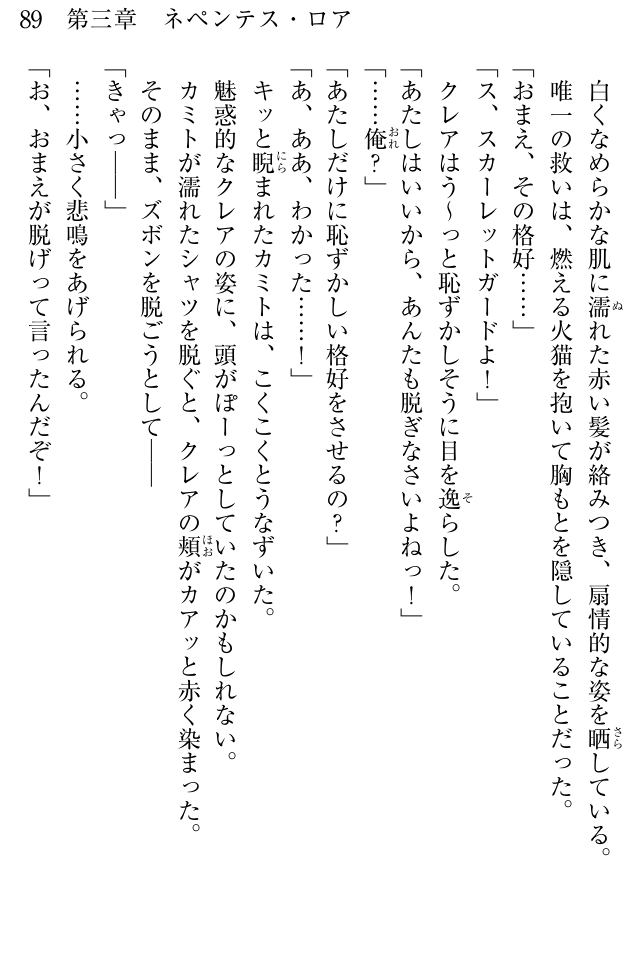 89　第三章　ネペンテス・ロア
白くなめらかな肌に濡れた赤い髪が絡みつき、扇情的な姿を晒している。
唯一の救いは、燃える火猫を抱いて胸もとを隠していることだった。
「おまえ、その格好……」
「ス、スカーレットガードよ！」
クレアはう～っと恥ずかしそうに目を逸らした。
「あたしはいいから、あんたも脱ぎなさいよねっ！」
「……俺？」
「あたしだけに恥ずかしい格好をさせるの？」
「あ、ああ、わかった……！」
キッと睨まれたカミトは、こくこくとうなずいた。
魅惑的なクレアの姿に、頭がぽーっとしていたのかもしれない。
カミトが濡れたシャツを脱ぐと、クレアの頬がカアッと赤く染まった。
そのまま、ズボンを脱ごうとして――
「きゃっ――」
……小さく悲鳴をあげられる。
「お、おまえが脱げって言ったんだぞ！」